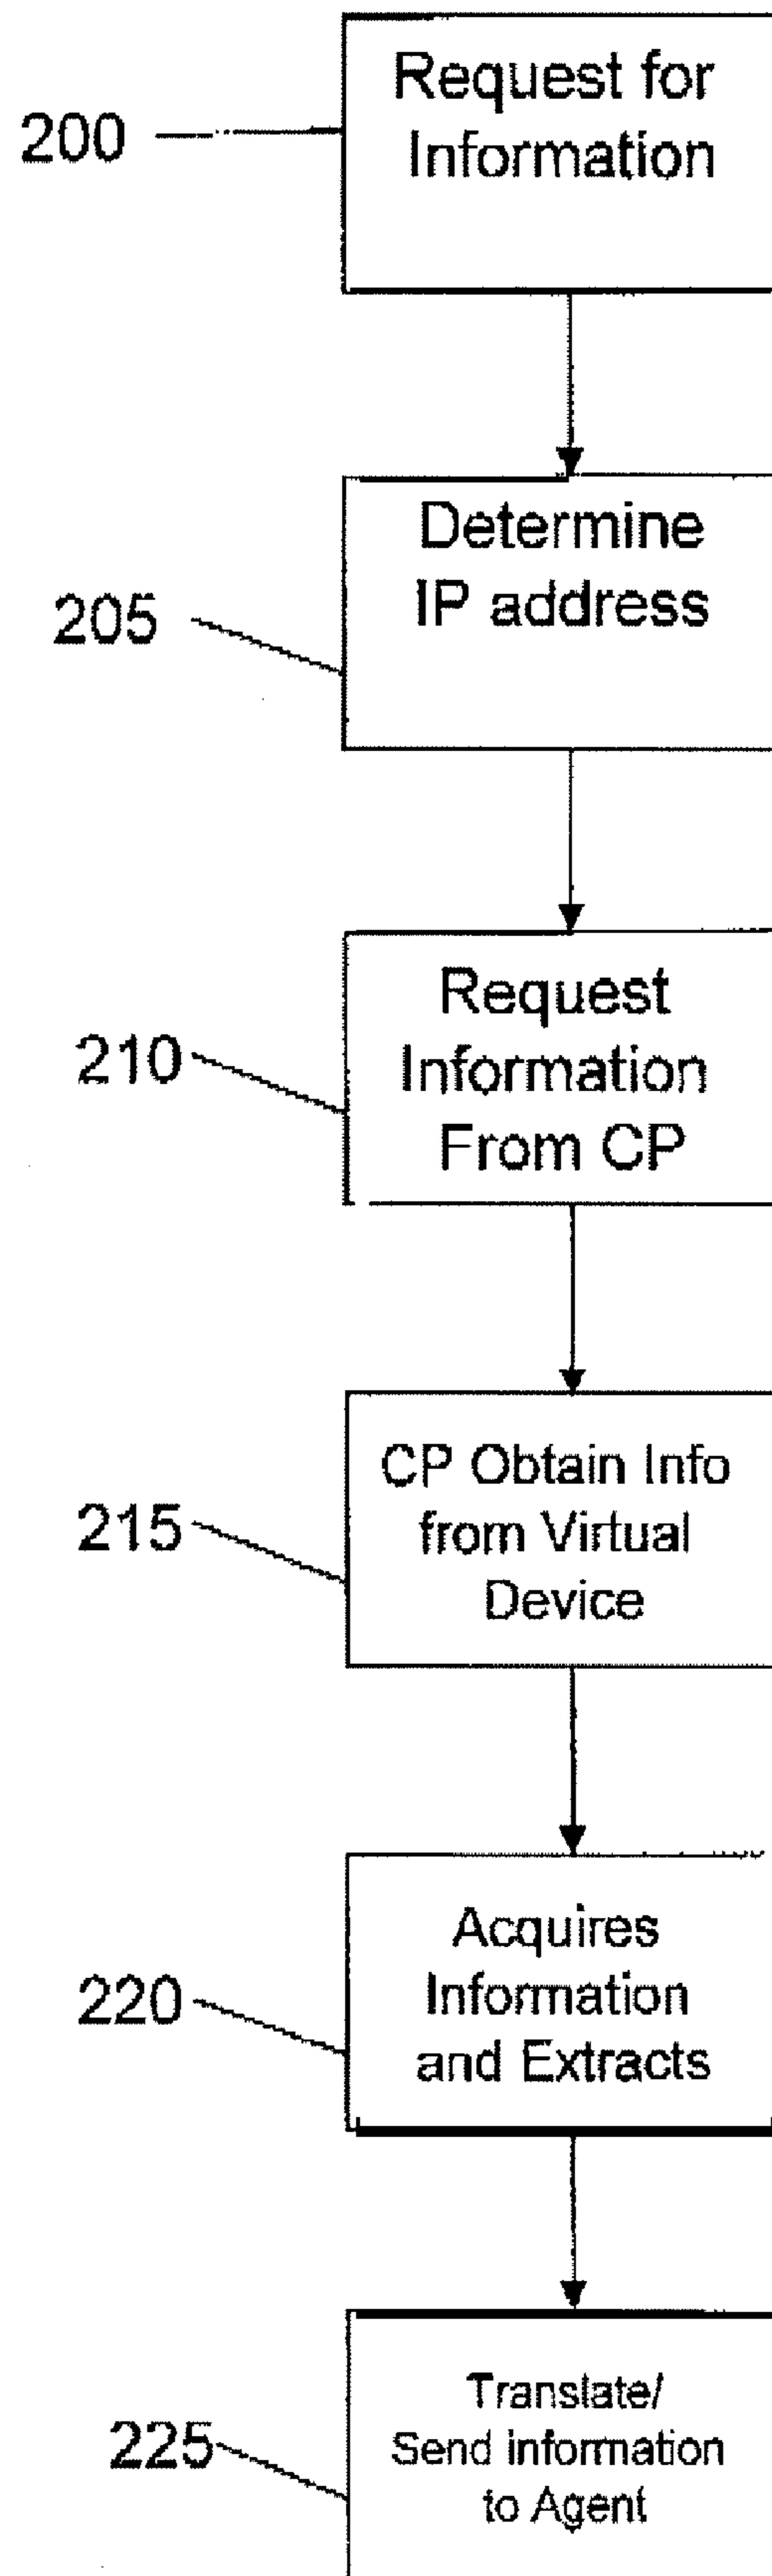 200
Request for
Information
205
Determine
IP address
210
Request
Information
From CP
215
CP Obtain Info
from Virtual
Device
220
Acquires
Information
and Extracts
225
Translate/
Send information
to Agent